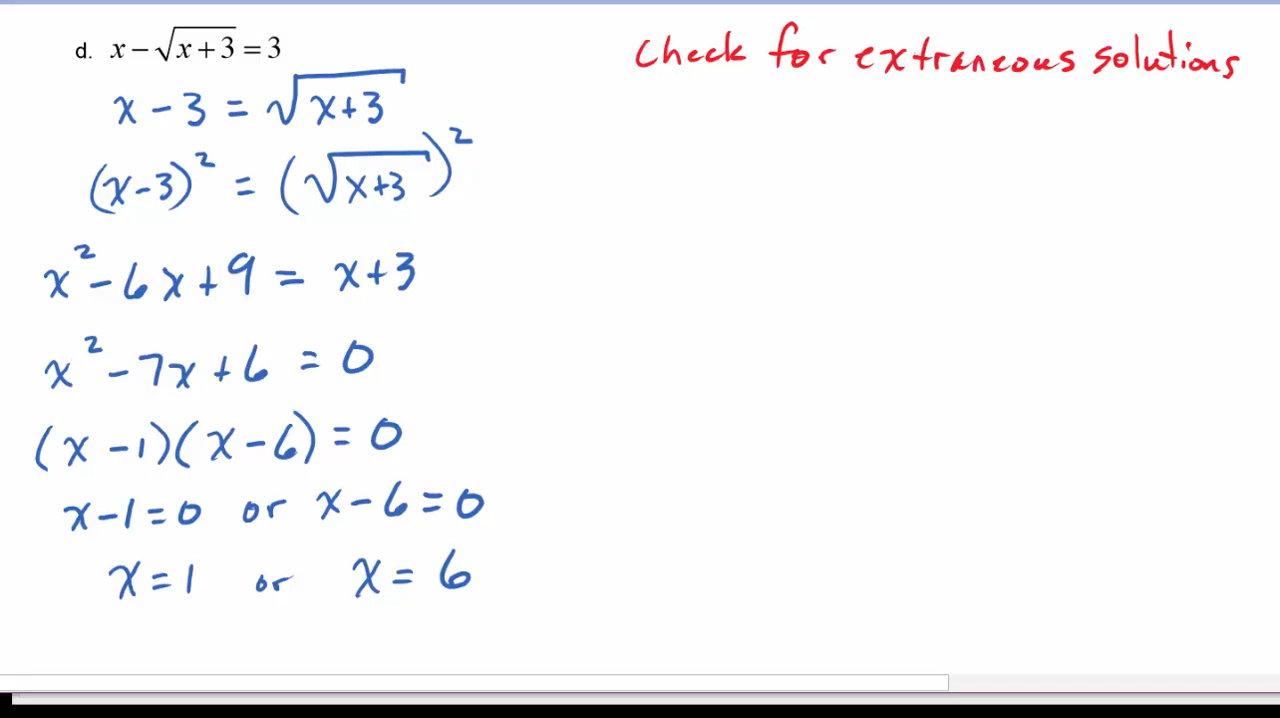 d. x − √(x + 3) = 3
Check for extraneous solutions
x - 3 = √(x+3)
(x-3)² = (√(x+3))²
x² - 6x + 9 = x+3
x² - 7x + 6 = 0
(x - 1)(x - 6) = 0
x - 1 = 0 or x - 6 = 0
x = 1 or x = 6